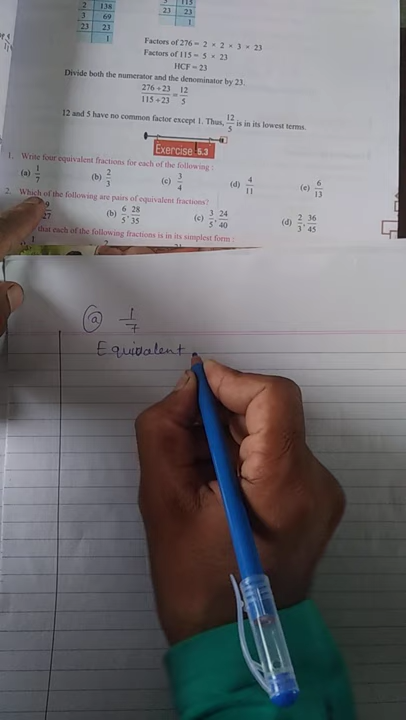 2 138
3 69
23 23
1
115
23 23
1
Factors of 276 = 2 × 2 × 3 × 23
Factors of 115 = 5 × 23
HCF = 23
Divide both the numerator and the denominator by 23.
276 ÷ 23 / 115 ÷ 23 = 12/5
12 and 5 have no common factor except 1. Thus, 12/5 is in its lowest terms.
Exercise 5.3
1. Write four equivalent fractions for each of the following :
(a) 1/7 (b) 2/3 (c) 3/4 (d) 4/11 (e) 6/13
2. Which of the following are pairs of equivalent fractions?
9/27 (b) 6/5, 28/35 (c) 3/5, 24/40 (d) 2/3, 36/45
that each of the following fractions is in its simplest form :
(a) 1/7
Equivalent